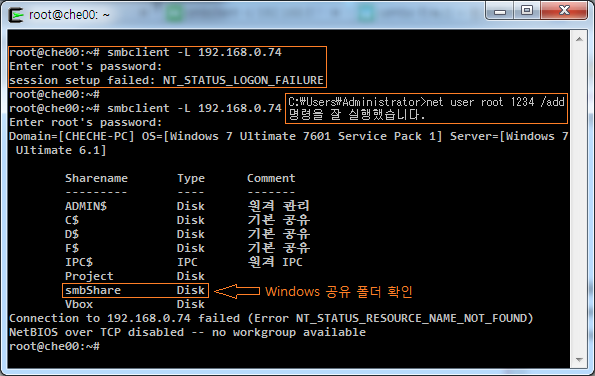 root@che00: ~
root@che00:~# smbclient -L 192.168.0.74
Enter root's password:
session setup failed: NT_STATUS_LOGON_FAILURE
root@che00:~#
root@che00:~# smbclient -L 192.168.0.74
C:₩Users₩Administrator>net user root 1234 /add
명령을 잘 실행했습니다.
Enter root's password:
Domain=[CHECHE-PC] OS=[Windows 7 Ultimate 7601 Service Pack 1] Server=[Windows 7
Ultimate 6.1]
Sharename Type Comment
--------- ---- -------
ADMIN$ Disk 원격 관리
C$ Disk 기본 공유
D$ Disk 기본 공유
F$ Disk 기본 공유
IPC$ IPC 원격 IPC
Project Disk
smbShare Disk Windows 공유 폴더 확인
Vbox Disk
Connection to 192.168.0.74 failed (Error NT_STATUS_RESOURCE_NAME_NOT_FOUND)
NetBIOS over TCP disabled -- no workgroup available
root@che00:~#